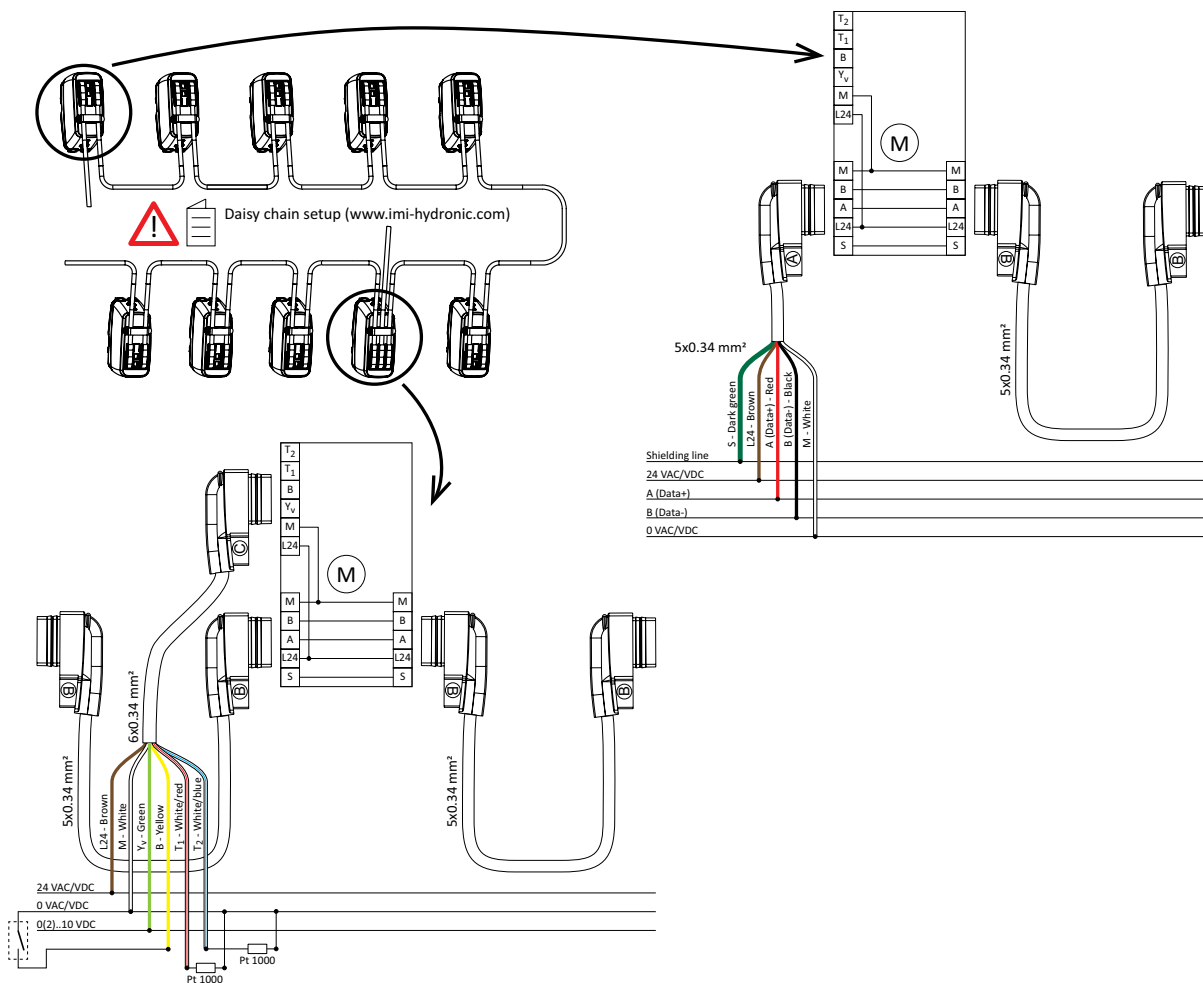 Daisy chain setup (www.imi-hydronic.com)
T2
T1
B
Yv
M
L24
M
M
M
B
B
A
A
L24
L24
S
S
A
B
B
5x0.34 mm²
5x0.34 mm²
S - Dark green
L24 - Brown
A (Data+) - Red
B (Data-) - Black
M - White
Shielding line
24 VAC/VDC
A (Data+)
B (Data-)
0 VAC/VDC
T2
T1
B
Yv
M
L24
M
M
M
B
B
A
A
L24
L24
S
S
C
B
B
B
B
6x0.34 mm²
5x0.34 mm²
5x0.34 mm²
L24 - Brown
M - White
Yv - Green
B - Yellow
T1 - White/red
T2 - White/blue
24 VAC/VDC
0 VAC/VDC
0(2)..10 VDC
Pt 1000
Pt 1000